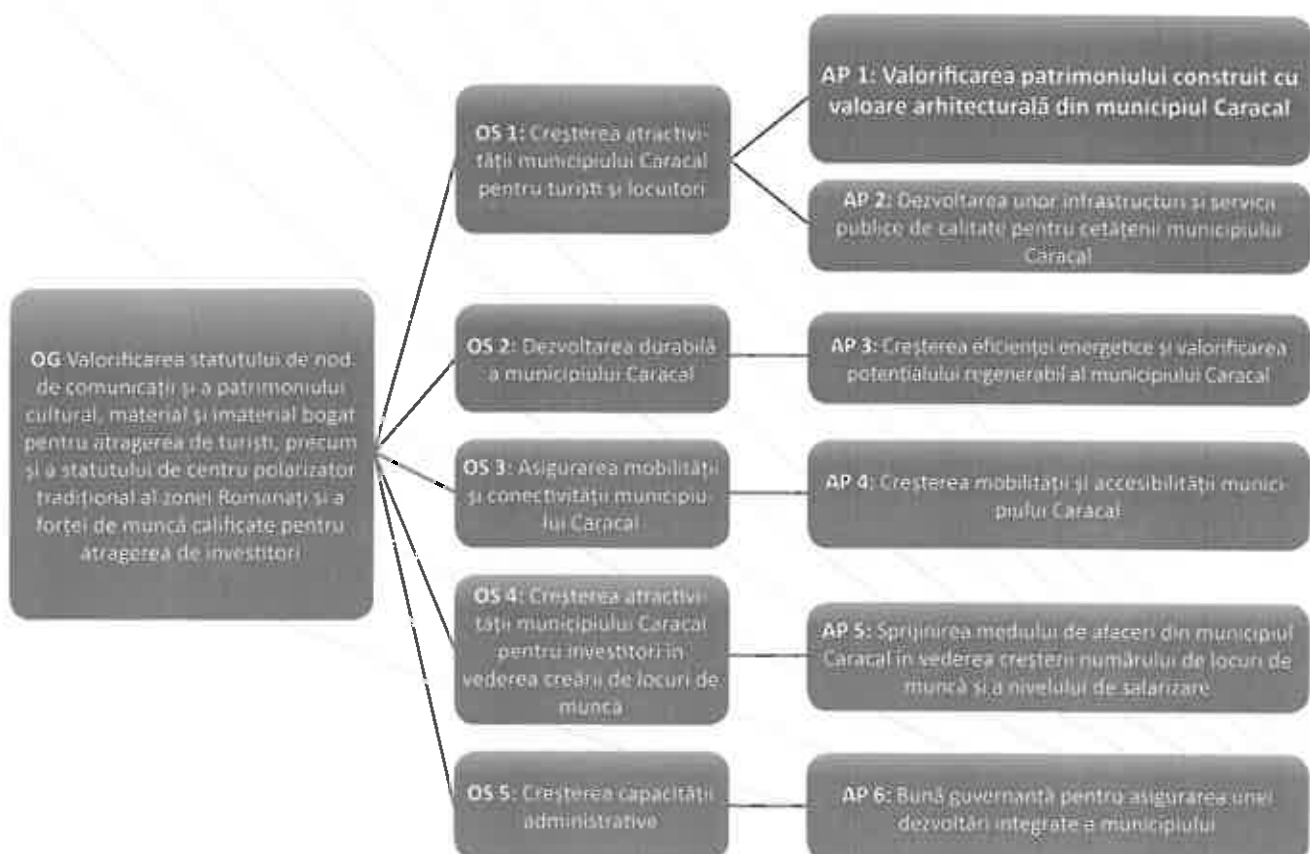 OG Valorificarea statutului de nod
de comunicații și a patrimoniului
cultural, material și imaterial bogat
pentru atragerea de turiști, precum
și a statutului de centru polarizator
tradițional al zonei Romanați și a
forței de muncă calificate pentru
atragerea de investitori
OS 1: Creșterea atractivi-
tății municipiului Caracal
pentru turiști și locuitori
AP 1: Valorificarea patrimoniului construit cu
valoare arhitecturală din municipiul Caracal
AP 2: Dezvoltarea unor infrastructuri si servicii
publice de calitate pentru cetățenii municipiului
Caracal
OS 2: Dezvoltarea durabilă
a municipiului Caracal
AP 3: Creșterea eficienței energetice și valorificarea
potențialului regenerabil al municipiului Caracal
OS 3: Asigurarea mobilității
și conectivității municipiu-
lui Caracal
AP 4: Creșterea mobilității și accesibilității munici-
piului Caracal
OS 4: Creșterea atractivi-
tății municipiului Caracal
pentru investitori în
vederea creării de locuri de
muncă
AP 5: Sprijinirea mediului de afaceri din municipiul
Caracal în vederea creșterii numărului de locuri de
muncă si a nivelului de salarizare
OS 5: Creșterea capacității
administrative
AP 6: Bună guvernanță pentru asigurarea unei
dezvoltări integrate a municipiului